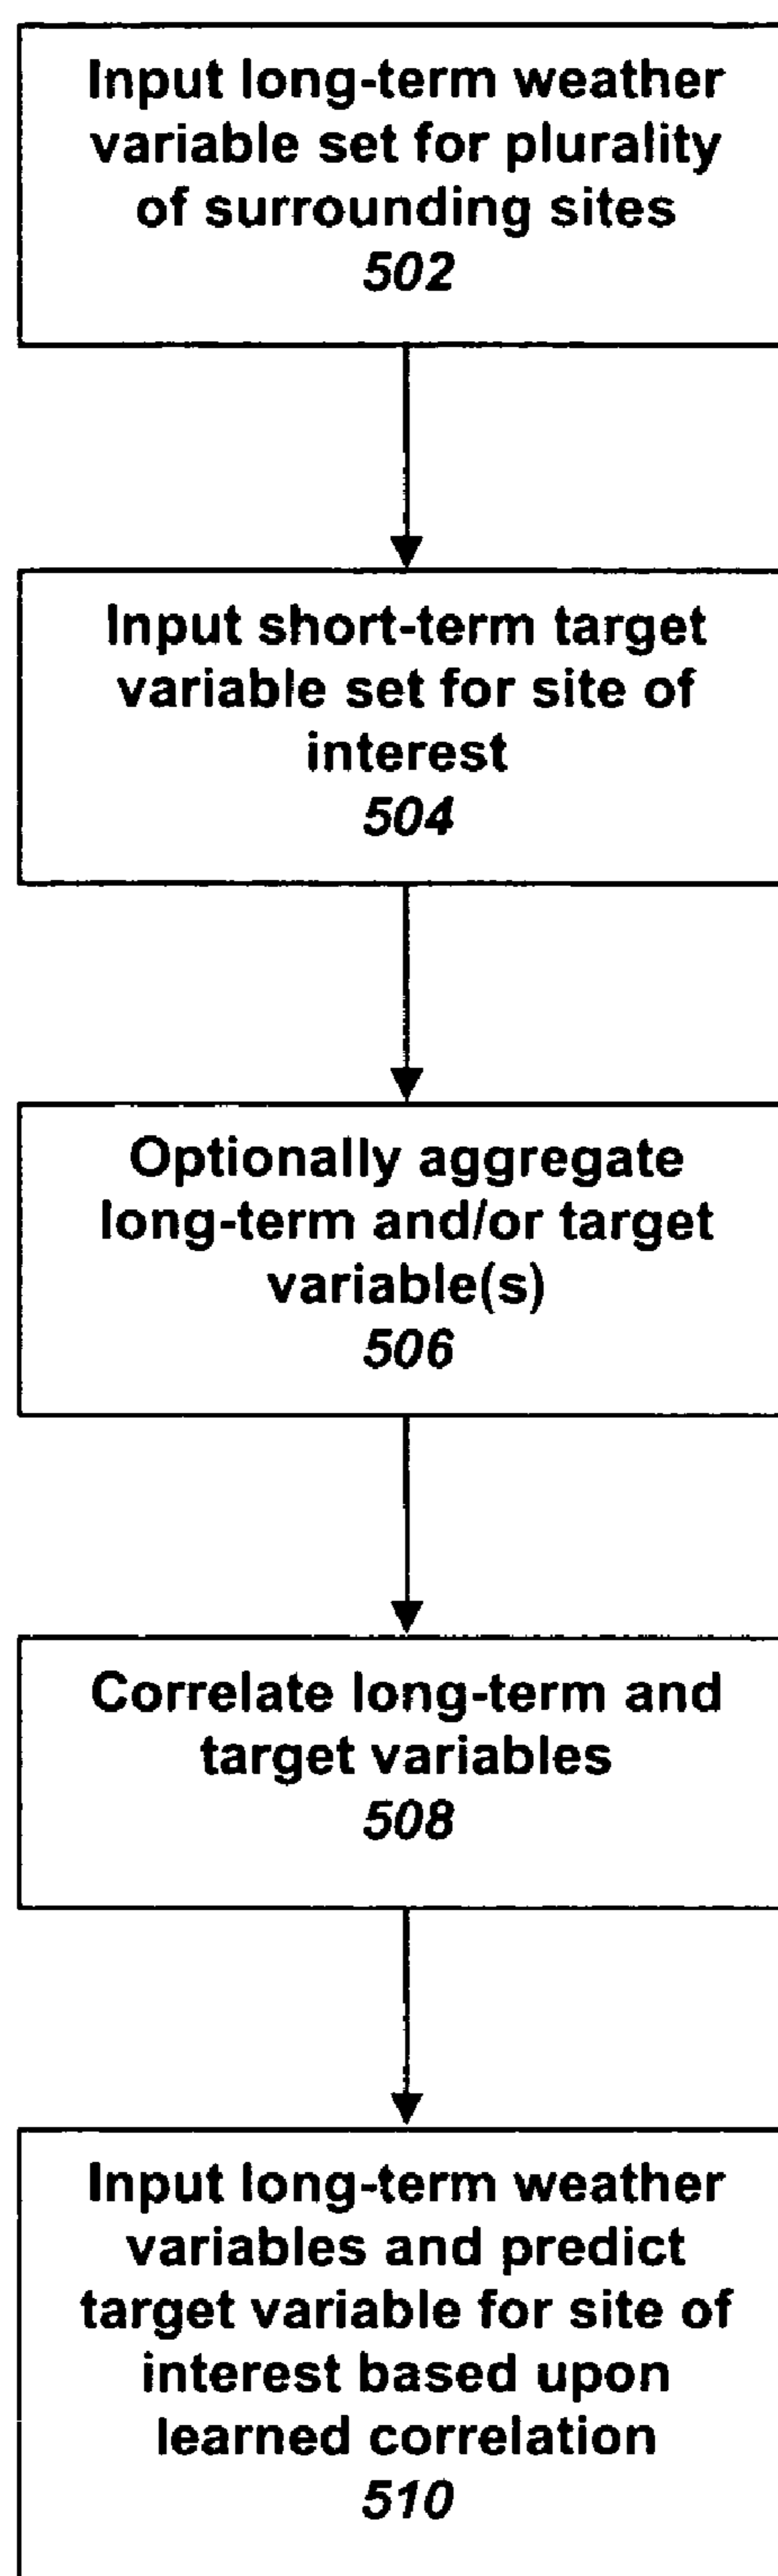 Input long-term weather
variable set for plurality
of surrounding sites
502
Input short-term target
variable set for site of
interest
504
Optionally aggregate
long-term and/or target
variable(s)
506
Correlate long-term and
target variables
508
Input long-term weather
variables and predict
target variable for site of
interest based upon
learned correlation
510